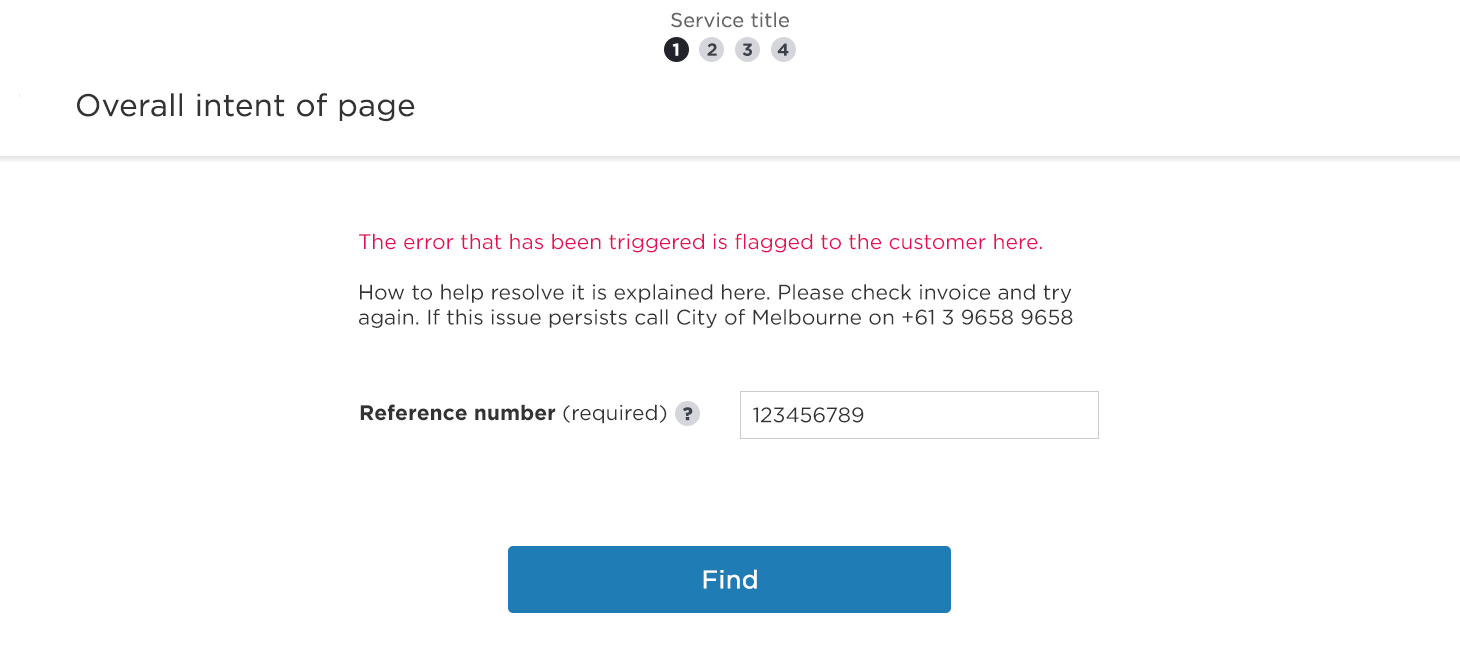 Service title
1 2 3 4
Overall intent of page
The error that has been triggered is flagged to the customer here.
How to help resolve it is explained here. Please check invoice and try
again. If this issue persists call City of Melbourne on +61 3 9658 9658
Reference number (required) ? 123456789
Find